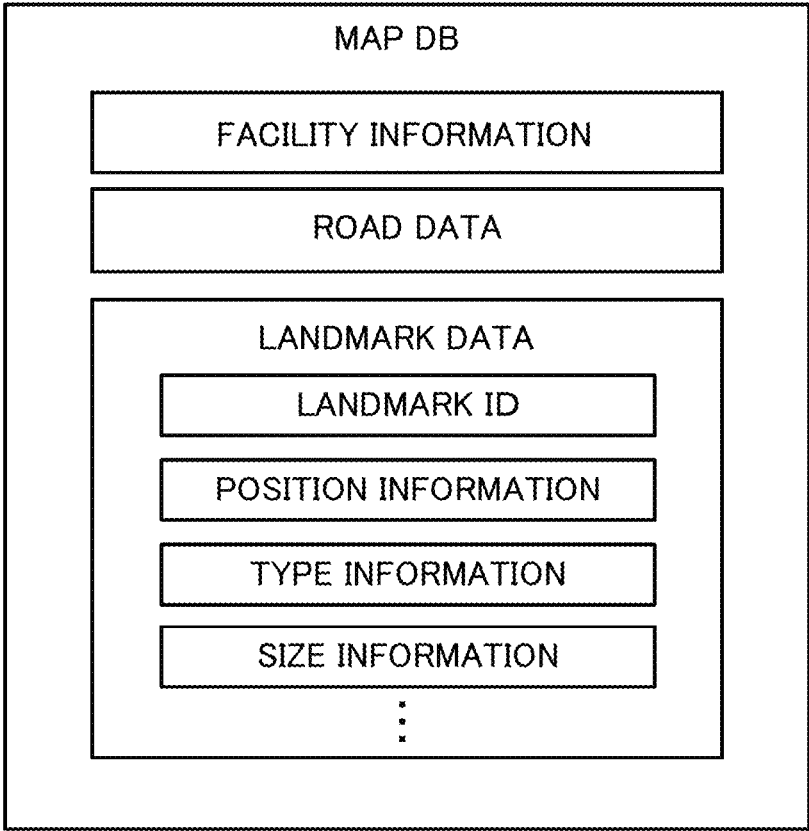 MAP DB
FACILITY INFORMATION
ROAD DATA
LANDMARK DATA
LANDMARK ID
POSITION INFORMATION
TYPE INFORMATION
SIZE INFORMATION